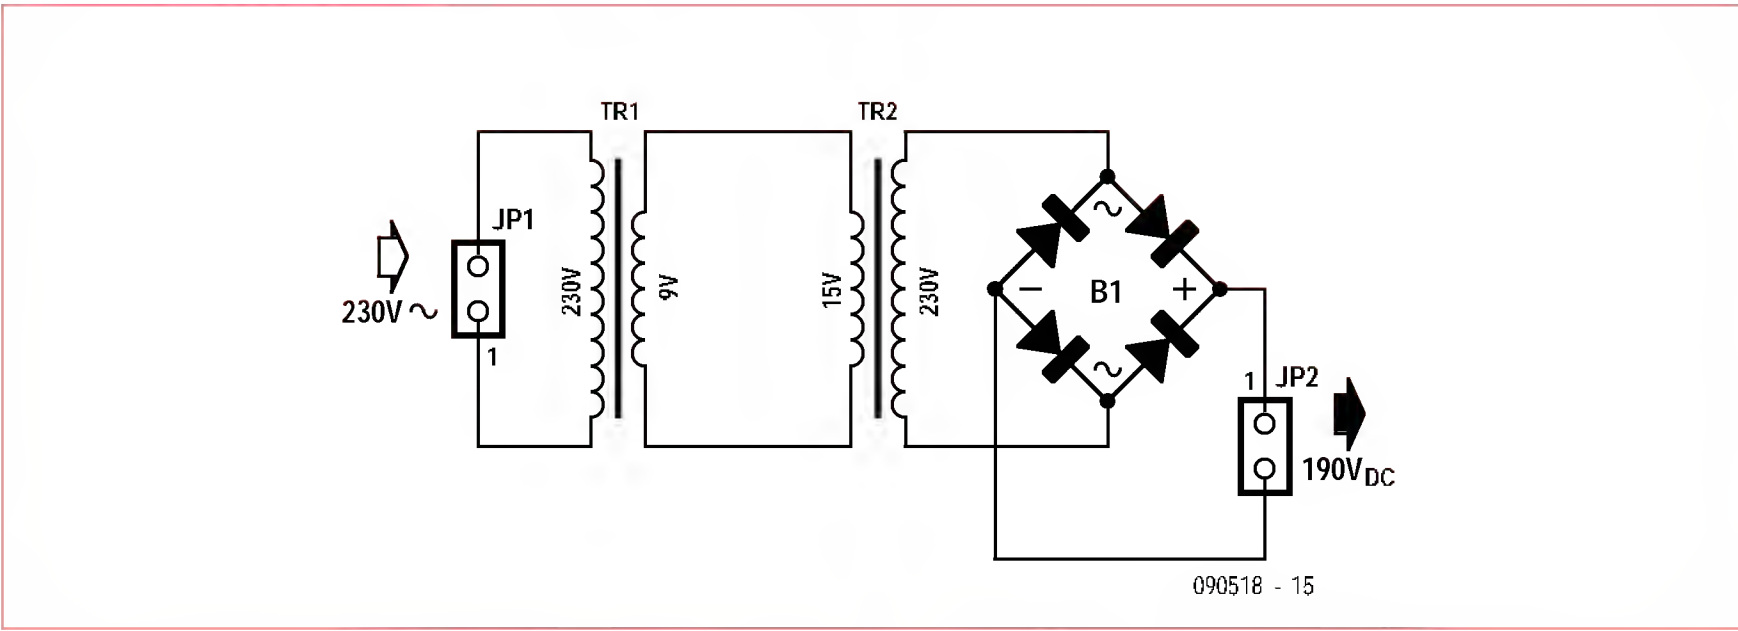 TR1
TR2
JP1
230V ~
1
230V
9V
15V
230V
~
− B1 +
~
1
JP2
190VDC
090518 - 15